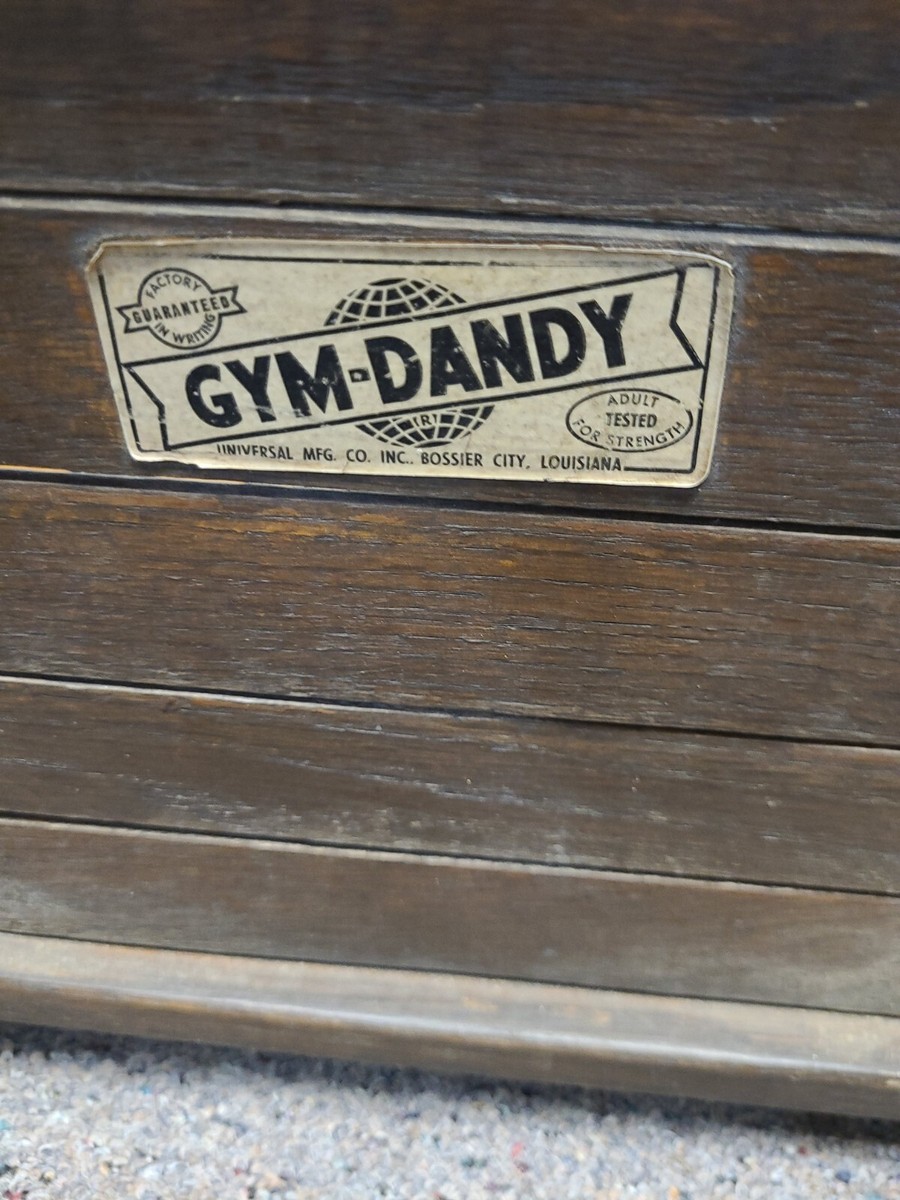 FACTORY
GUARANTEED
IN WRITING
GYM-DANDY
(R)
ADULT
TESTED
FOR STRENGTH
UNIVERSAL MFG. CO. INC.. BOSSIER CITY, LOUISIANA